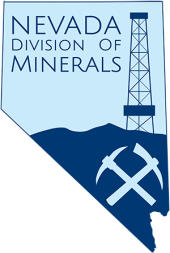 NEVADA
DIVISION OF
MINERALS